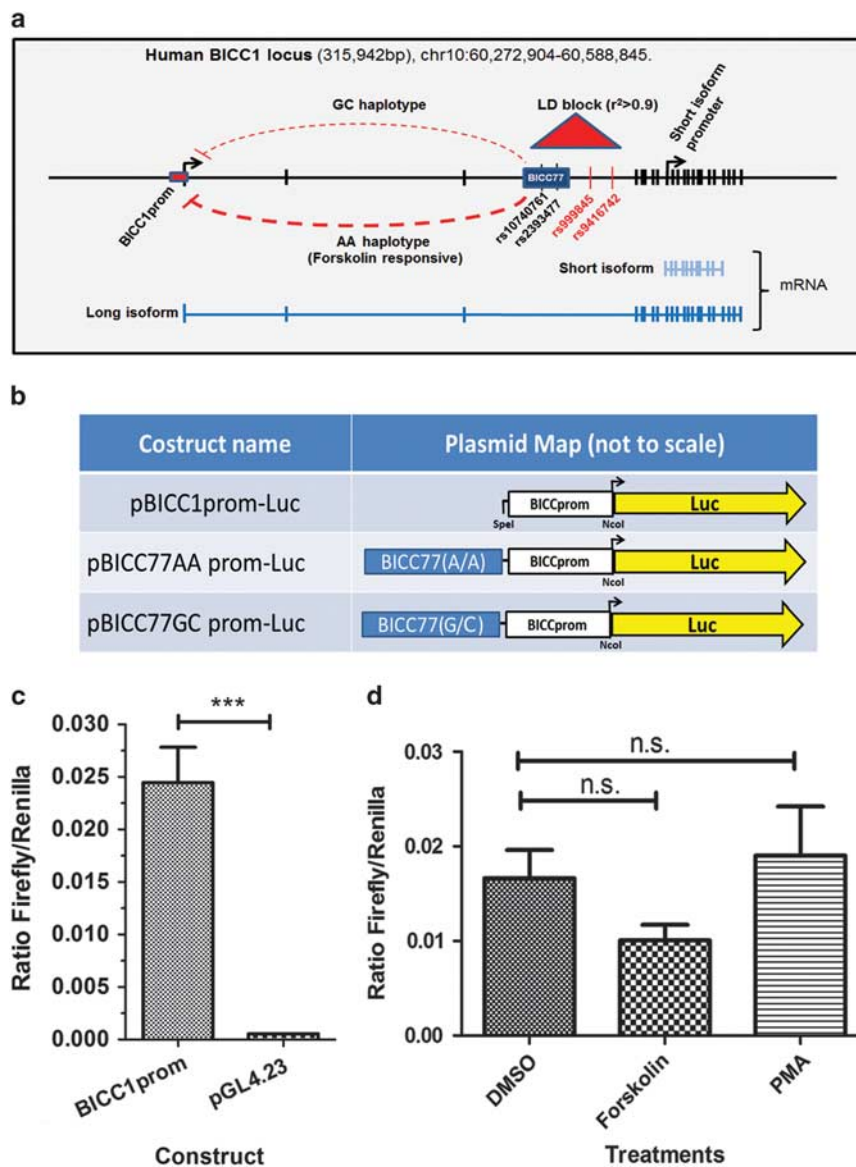 a
Human BICC1 locus (315,942bp), chr10:60,272,904-60,588,845.
GC haplotype
LD block (r²>0.9)
Short isoform
promoter
BICC1prom
BICC77
rs10740761
rs2393477
rs999845
rs9416742
AA haplotype
(Forskolin responsive)
Short isoform
mRNA
Long isoform
b
Costruct name
Plasmid Map (not to scale)
pBICC1prom-Luc
BICCprom
Luc
SpeI
NcoI
pBICC77AA prom-Luc
BICC77(A/A)
BICCprom
Luc
NcoI
pBICC77GC prom-Luc
BICC77(G/C)
BICCprom
Luc
NcoI
c
***
Ratio Firefly/Renilla
0.030
0.025
0.020
0.015
0.010
0.005
0.000
BICC1prom
pGL4.23
Construct
d
n.s.
n.s.
Ratio Firefly/Renilla
0.03
0.02
0.01
0.00
DMSO
Forskolin
PMA
Treatments